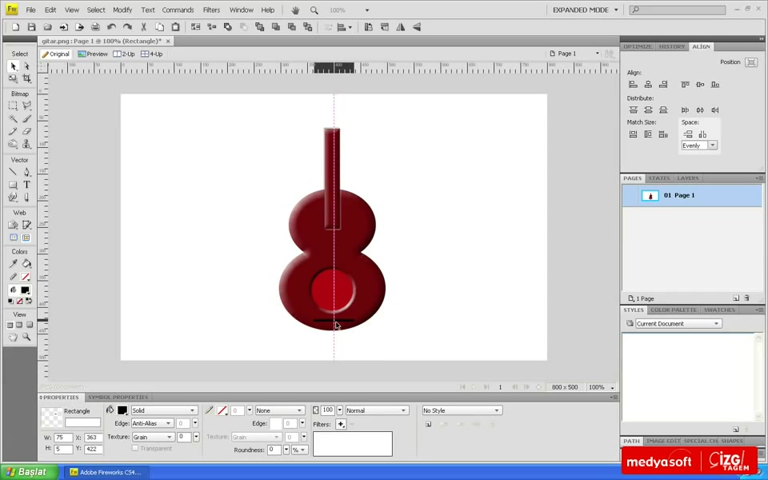 Fw File Edit View Select Modify Text Commands Filters Window Help 100% EXPANDED MODE
gitar.png : Page 1 @ 100% (Rectangle)*
Original Preview 2-Up 4-Up Page 1
Select
Bitmap
Vector
Web
Colors
OPTIMIZE HISTORY ALIGN
Position
Align:
Distribute:
Match Size: Space:
Evenly
PAGES STATES LAYERS
01 Page 1
1 Page
STYLES COLOR PALETTE SWATCHES
Current Document
1 800 x 500 100%
PROPERTIES SYMBOL PROPERTIES
Rectangle Solid None 100 Normal No Style
Edge: Anti-Alias Edge: Filters:
Texture: Grain 0 Texture: Grain 0
Transparent Roundness: 0 %
W: 75 X: 363
H: 5 Y: 422
PATH IMAGE EDIT SPECIAL CHARACTERS
Başlat Adobe Fireworks CS4...
medyasoft ÇİZGİ TAGEM